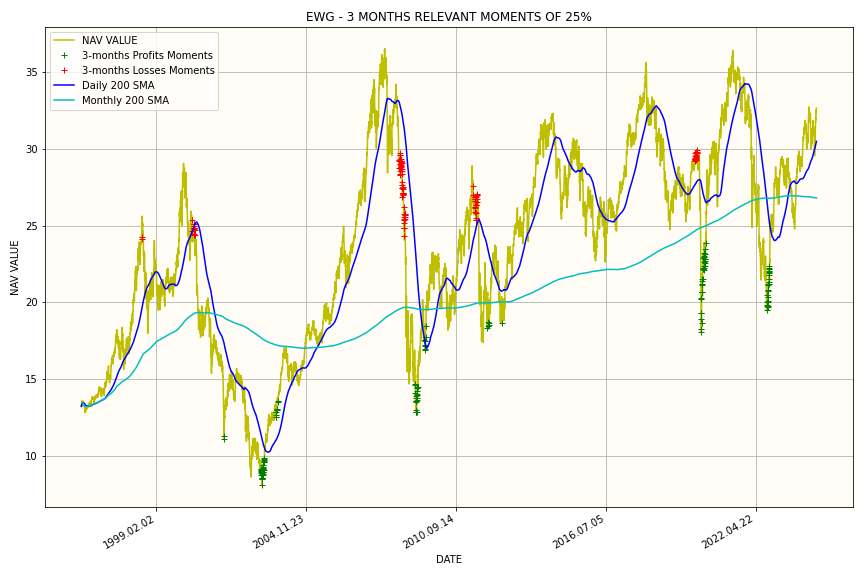 EWG - 3 MONTHS RELEVANT MOMENTS OF 25%
NAV VALUE
3-months Profits Moments
3-months Losses Moments
Daily 200 SMA
Monthly 200 SMA
35
30
25
20
15
10
NAV VALUE
1999.02.02
2004.11.23
2010.09.14
2016.07.05
2022.04.22
DATE